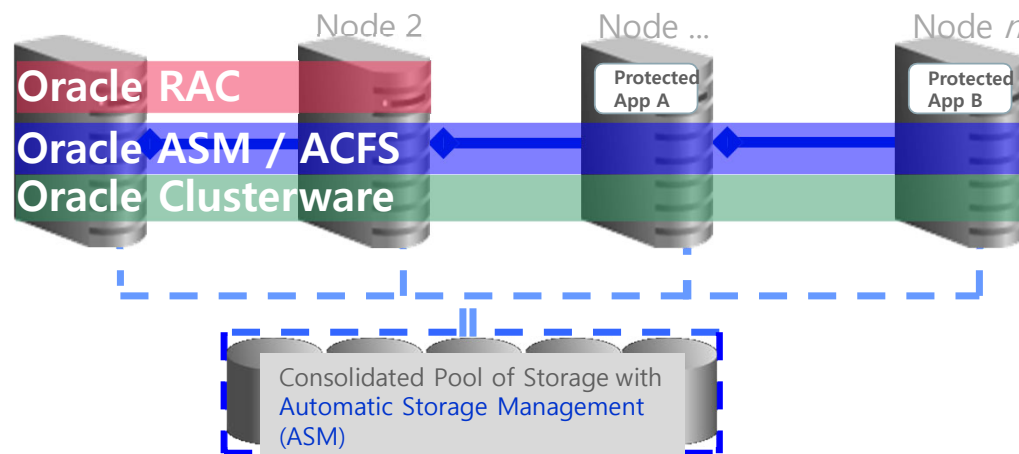 Node 2
Node ...
Node n
Oracle RAC
Protected
App A
Protected
App B
Oracle ASM / ACFS
Oracle Clusterware
Consolidated Pool of Storage with
Automatic Storage Management
(ASM)